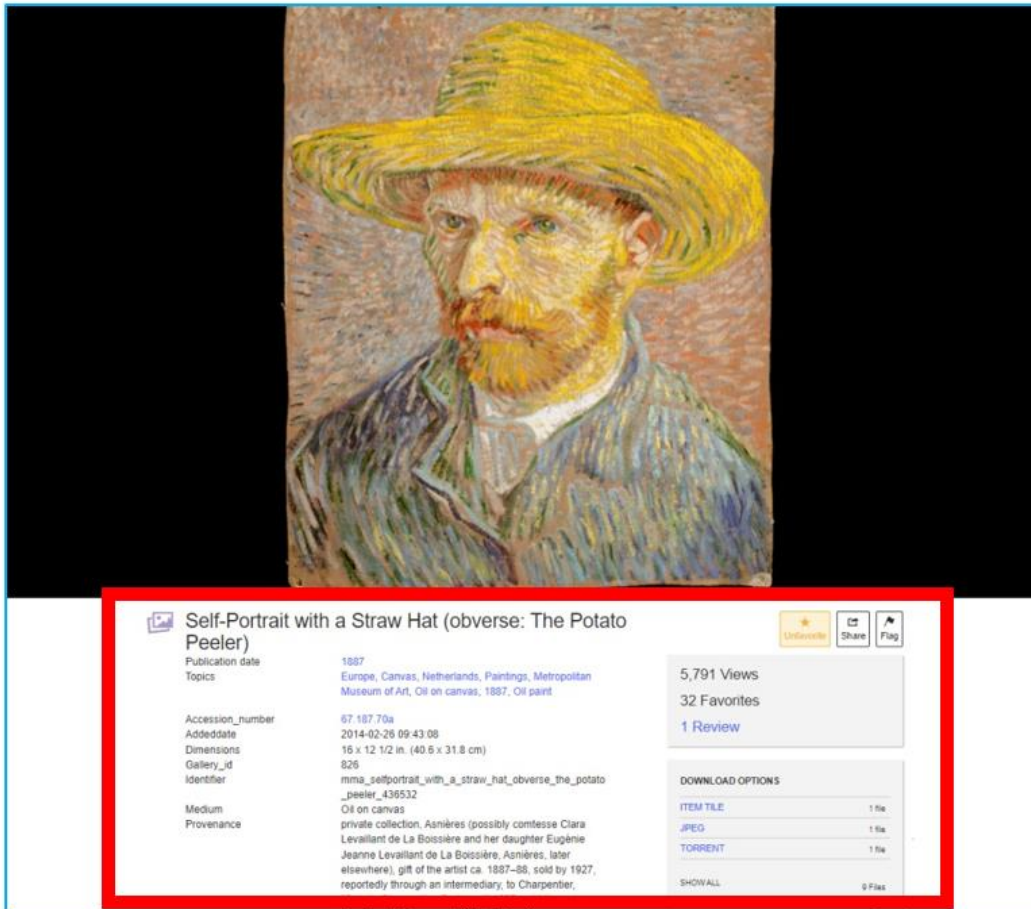 Self-Portrait with a Straw Hat (obverse: The Potato
Peeler)
Unfavorite
Share
Flag
Publication date 1887
Topics Europe, Canvas, Netherlands, Paintings, Metropolitan
Museum of Art, Oil on canvas, 1887, Oil paint
Accession_number 67.187.70a
Addeddate 2014-02-26 09:43:08
Dimensions 16 x 12 1/2 in. (40.6 x 31.8 cm)
Gallery_id 826
Identifier mma_selfportrait_with_a_straw_hat_obverse_the_potato
_peeler_436532
Medium Oil on canvas
Provenance private collection, Asnières (possibly comtesse Clara
Levaillant de La Boissière and her daughter Eugènie
Jeanne Levaillant de La Boissière, Asnières, later
elsewhere), gift of the artist ca. 1887–88, sold by 1927,
reportedly through an intermediary, to Charpentier,
5,791 Views
32 Favorites
1 Review
DOWNLOAD OPTIONS
ITEM TILE 1 file
JPEG 1 file
TORRENT 1 file
SHOW ALL 9 Files